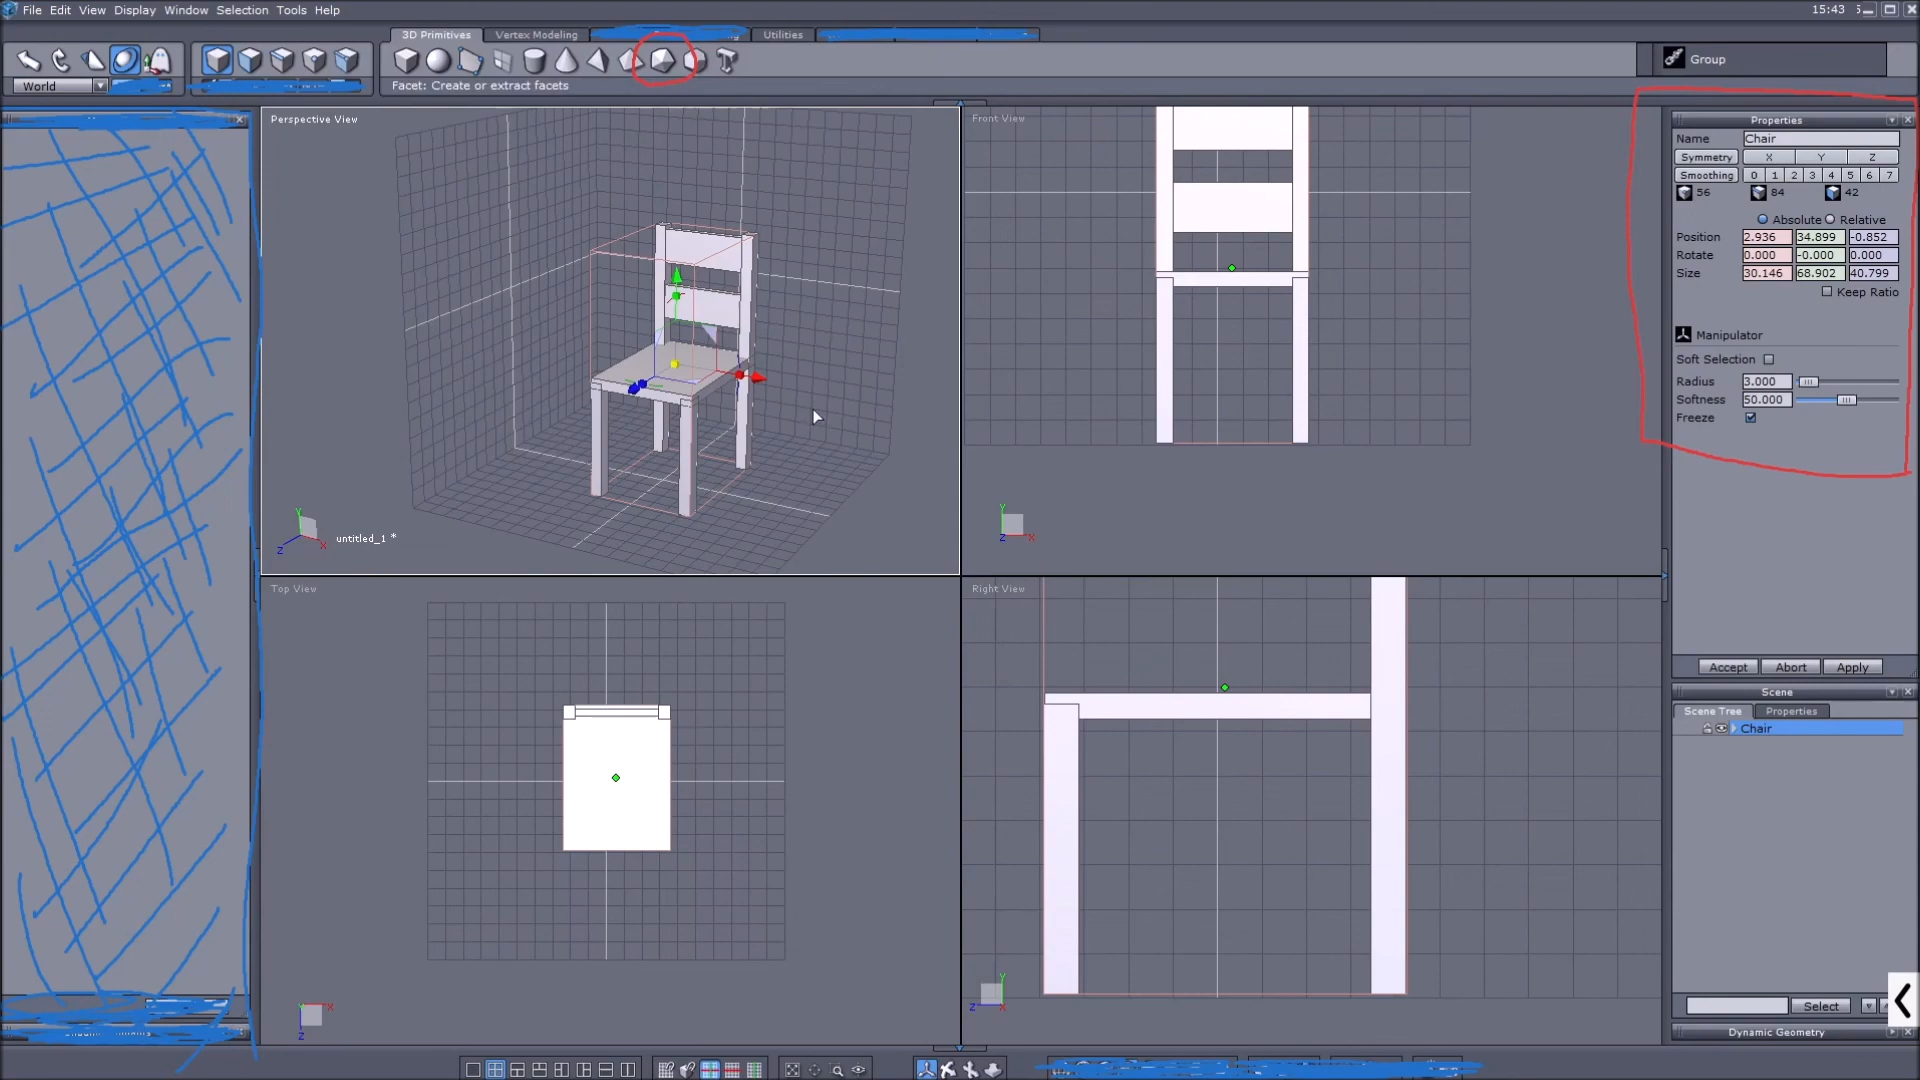 File Edit View Display Window Selection Tools Help
15:43
3D Primitives Vertex Modeling Utilities
World
Facet: Create or extract facets
Group
Perspective View
Front View
Properties
Name Chair
Symmetry X Y Z
Smoothing 0 1 2 3 4 5 6 7
56 84 42
Absolute Relative
Position 2.936 34.899 -0.852
Rotate 0.000 -0.000 0.000
Size 30.146 68.902 40.799
Keep Ratio
Manipulator
Soft Selection
Radius 3.000
Softness 50.000
Freeze
Y
Z X
untitled_1 *
Y
Z X
Top View
Right View
Accept Abort Apply
Scene
Scene Tree Properties
Chair
Y X
Z
Y
Z X
Select
Dynamic Geometry